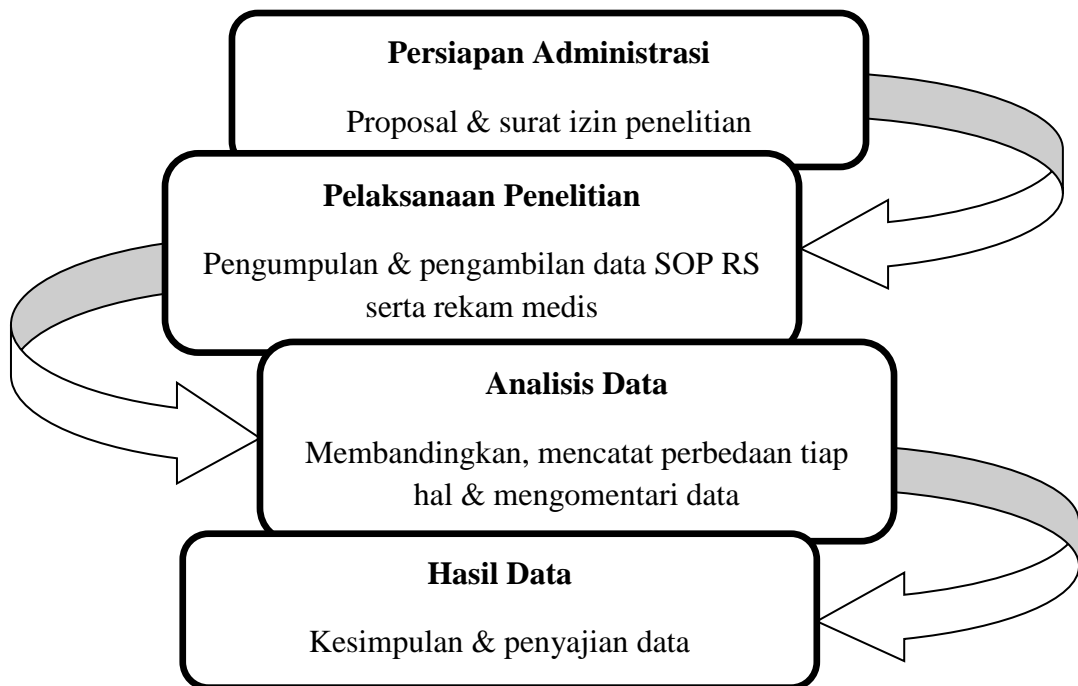 Persiapan Administrasi
Proposal & surat izin penelitian
Pelaksanaan Penelitian
Pengumpulan & pengambilan data SOP RS
serta rekam medis
Analisis Data
Membandingkan, mencatat perbedaan tiap
hal & mengomentari data
Hasil Data
Kesimpulan & penyajian data